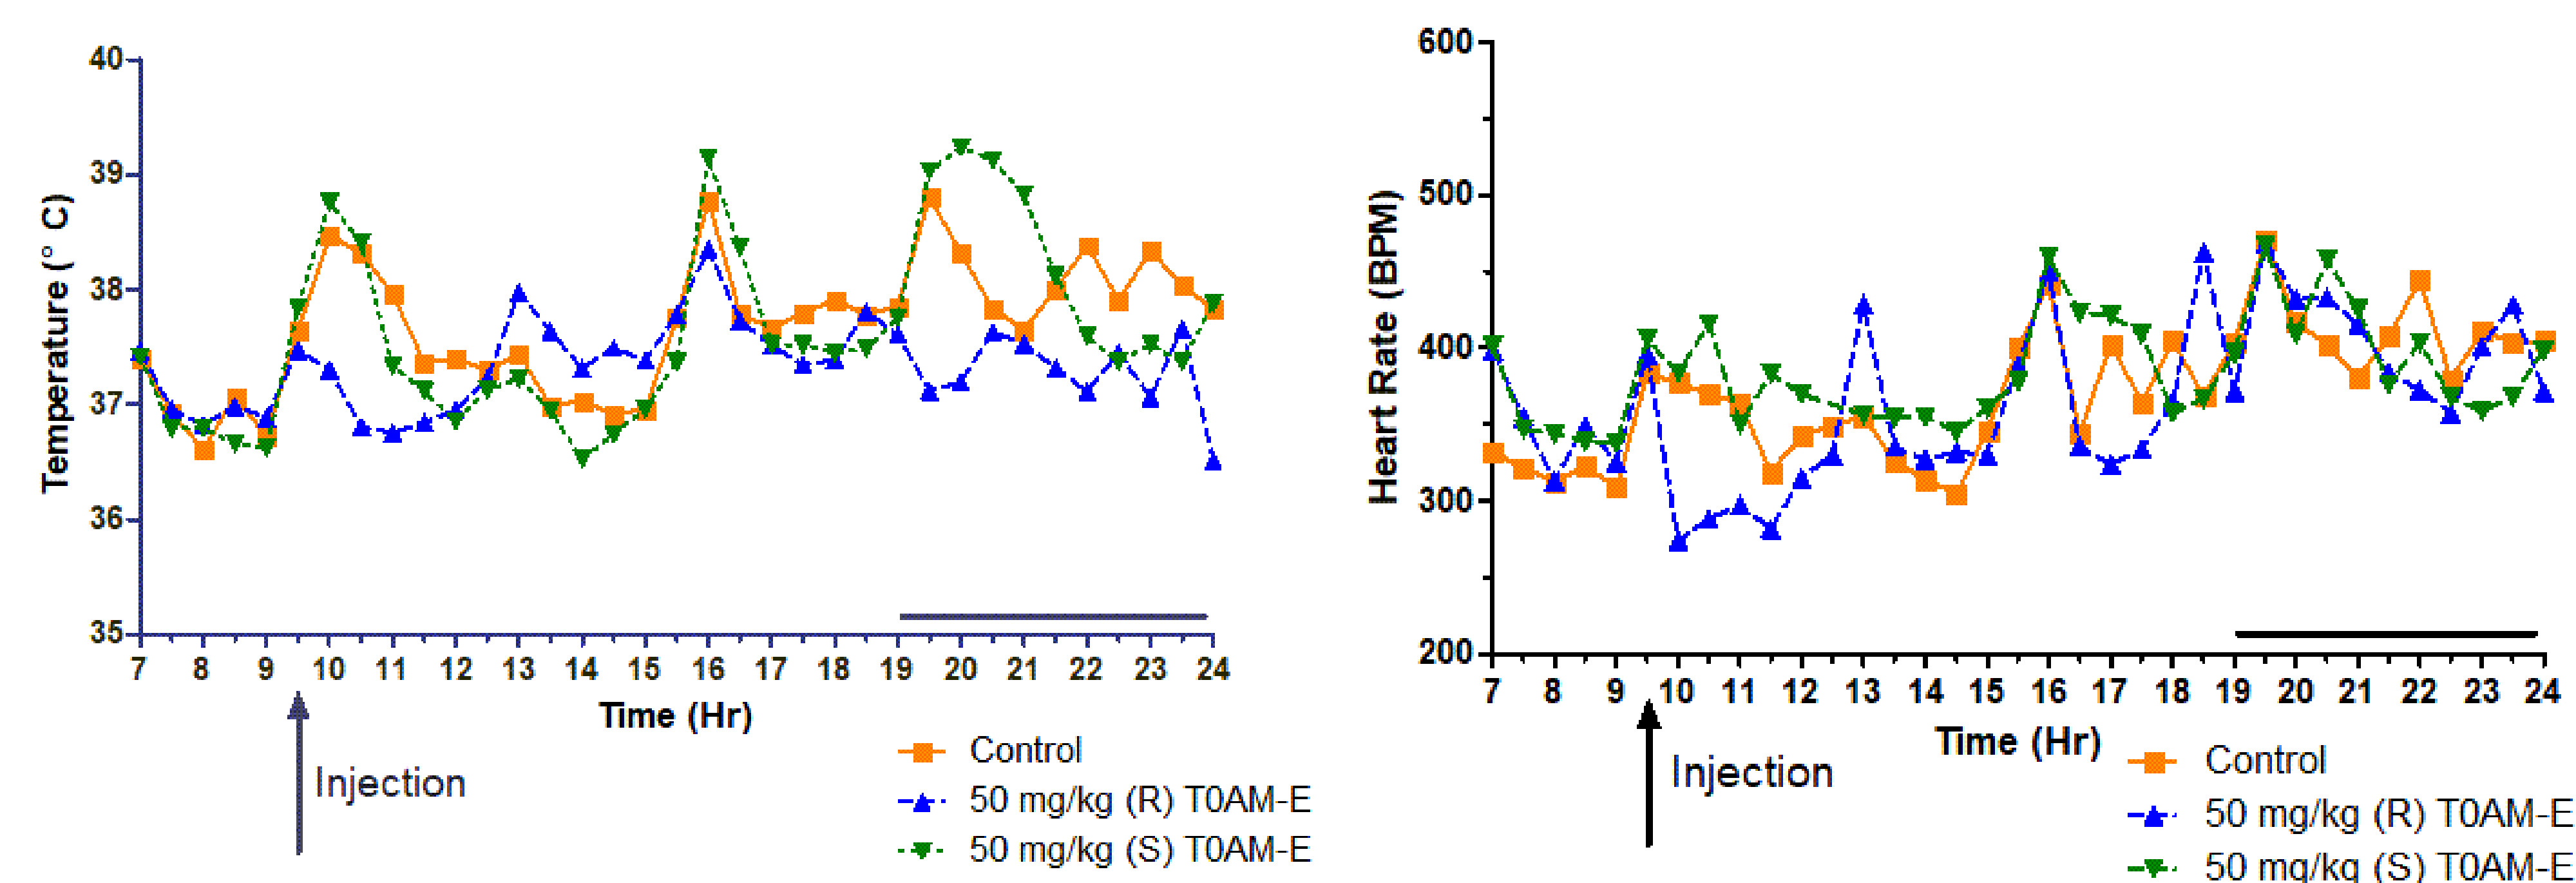 40
39
38
37
36
35
Temperature (° C)
7 8 9 10 11 12 13 14 15 16 17 18 19 20 21 22 23 24
Time (Hr)
Injection
Control
50 mg/kg (R) T0AM-E
50 mg/kg (S) T0AM-E
600
500
400
300
200
Heart Rate (BPM)
7 8 9 10 11 12 13 14 15 16 17 18 19 20 21 22 23 24
Time (Hr)
Injection
Control
50 mg/kg (R) T0AM-E
50 mg/kg (S) T0AM-E